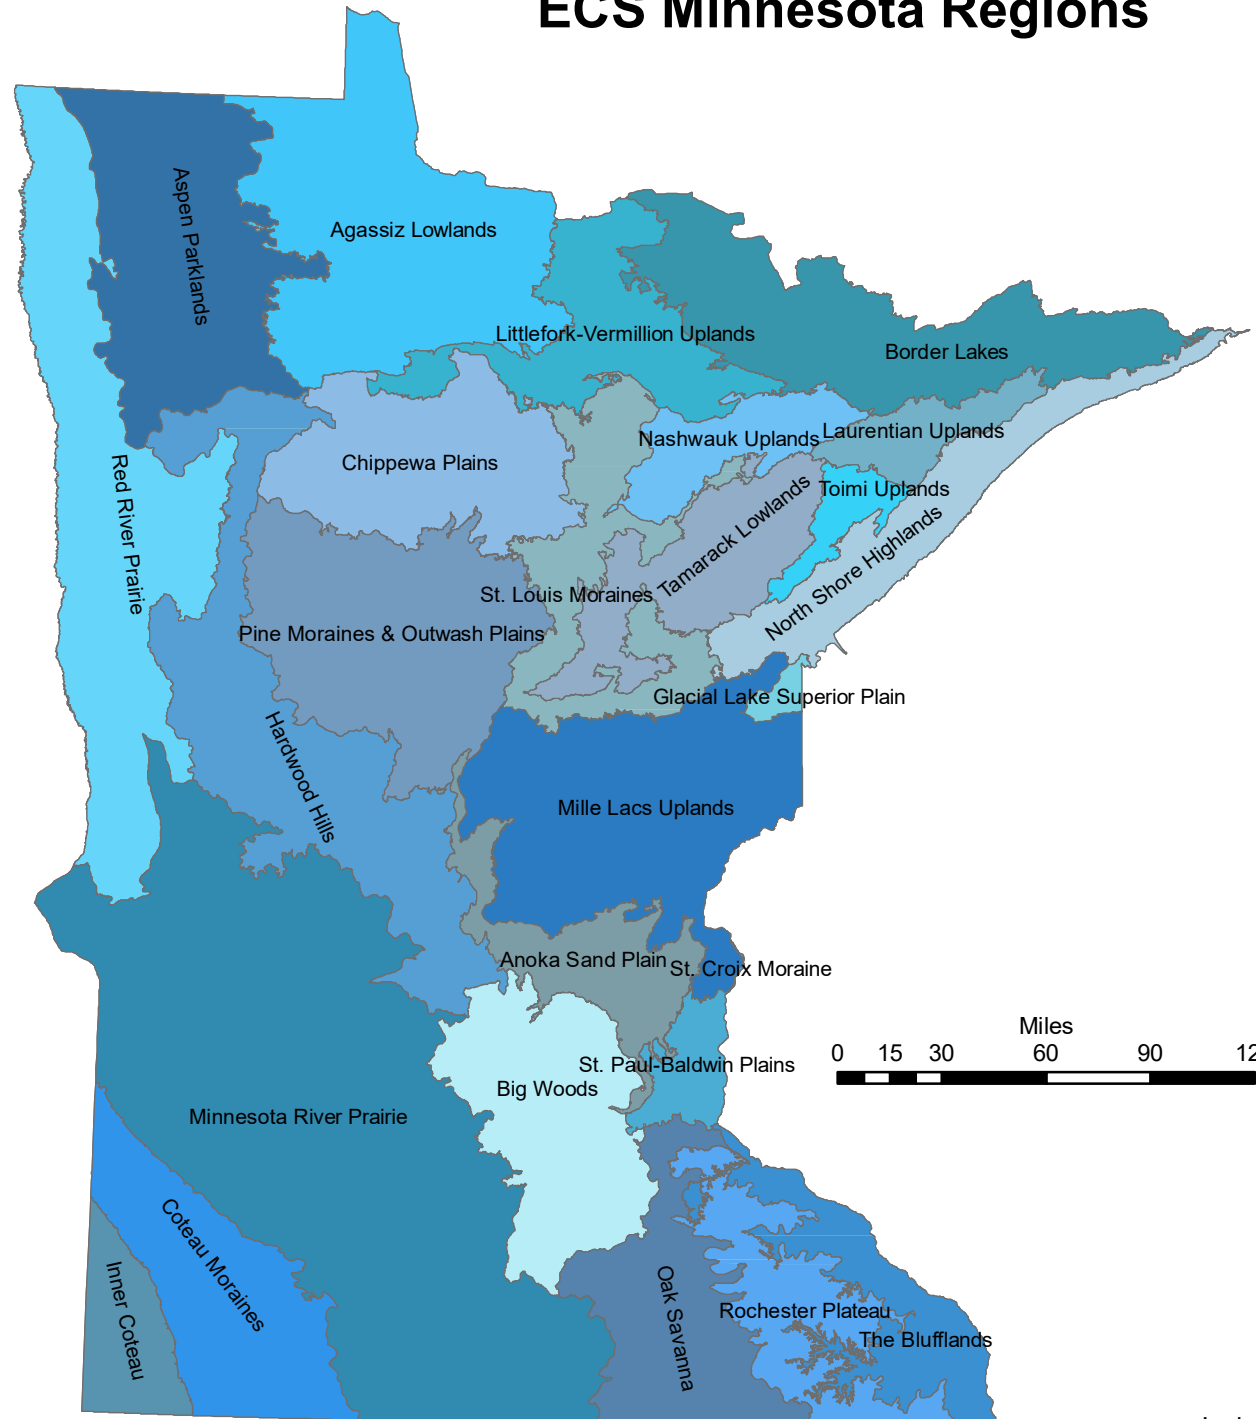 ECS Minnesota Regions
Aspen Parklands
Agassiz Lowlands
Littlefork-Vermillion Uplands
Border Lakes
Nashwauk Uplands
Laurentian Uplands
Chippewa Plains
Red River Prairie
Toimi Uplands
Tamarack Lowlands
North Shore Highlands
St. Louis Moraines
Pine Moraines & Outwash Plains
Glacial Lake Superior Plain
Hardwood Hills
Mille Lacs Uplands
Anoka Sand Plain
St. Croix Moraine
Miles
0 15 30 60 90 12
St. Paul-Baldwin Plains
Big Woods
Minnesota River Prairie
Coteau Moraines
Inner Coteau
Oak Savanna
Rochester Plateau
The Blufflands